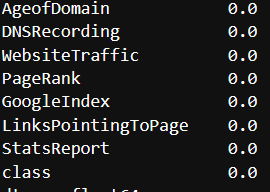 AgeofDomain 0.0
DNSRecording 0.0
WebsiteTraffic 0.0
PageRank 0.0
GoogleIndex 0.0
LinksPointingToPage 0.0
StatsReport 0.0
class 0.0